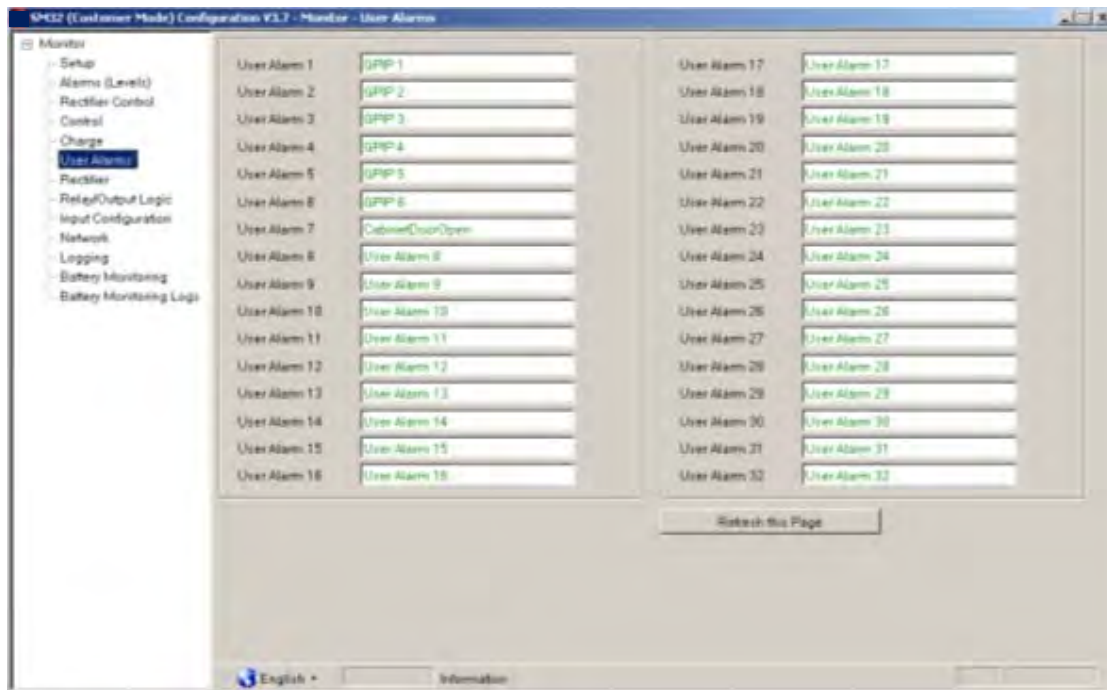 SM32 (Customer Mode) Configuration V3.7 - Monitor - User Alarms
Monitor
Setup
Alarms (Levels)
Rectifier Control
Control
Charge
User Alarms
Rectifier
Relay/Output Logic
Input Configuration
Network
Logging
Battery Monitoring
Battery Monitoring Logs
User Alarm 1 GPIP 1
User Alarm 2 GPIP 2
User Alarm 3 GPIP 3
User Alarm 4 GPIP 4
User Alarm 5 GPIP 5
User Alarm 6 GPIP 6
User Alarm 7 CabinetDoorOpen
User Alarm 8 User Alarm 8
User Alarm 9 User Alarm 9
User Alarm 10 User Alarm 10
User Alarm 11 User Alarm 11
User Alarm 12 User Alarm 12
User Alarm 13 User Alarm 13
User Alarm 14 User Alarm 14
User Alarm 15 User Alarm 15
User Alarm 16 User Alarm 16
User Alarm 17 User Alarm 17
User Alarm 18 User Alarm 18
User Alarm 19 User Alarm 19
User Alarm 20 User Alarm 20
User Alarm 21 User Alarm 21
User Alarm 22 User Alarm 22
User Alarm 23 User Alarm 23
User Alarm 24 User Alarm 24
User Alarm 25 User Alarm 25
User Alarm 26 User Alarm 26
User Alarm 27 User Alarm 27
User Alarm 28 User Alarm 28
User Alarm 29 User Alarm 29
User Alarm 30 User Alarm 30
User Alarm 31 User Alarm 31
User Alarm 32 User Alarm 32
Refresh this Page
English
Information